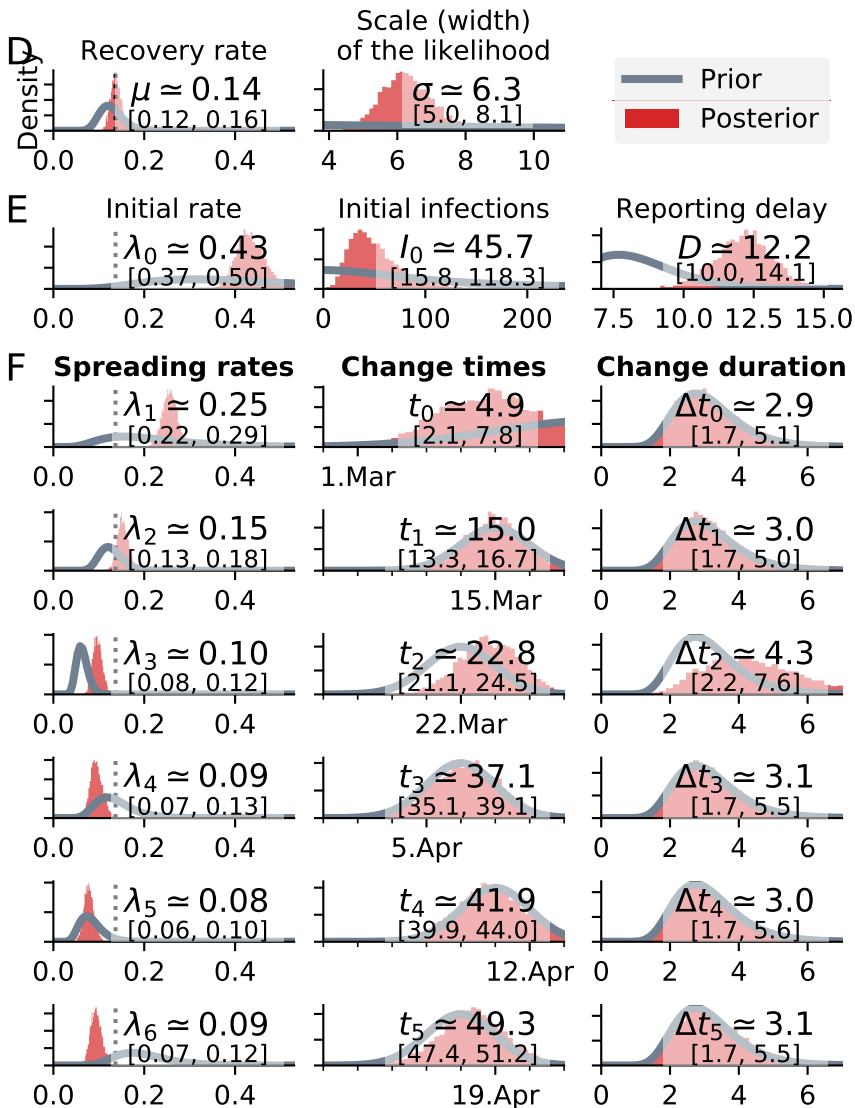 D
Density
Recovery rate
μ ≃ 0.14
[0.12, 0.16]
0.0 0.2 0.4
Scale (width)
of the likelihood
σ ≃ 6.3
[5.0, 8.1]
4 6 8 10
Prior
Posterior
E
Initial rate
λ0 ≃ 0.43
[0.37, 0.50]
0.0 0.2 0.4
Initial infections
I0 ≃ 45.7
[15.8, 118.3]
0 100 200
Reporting delay
D ≃ 12.2
[10.0, 14.1]
7.5 10.0 12.5 15.0
F
Spreading rates Change times Change duration
λ1 ≃ 0.25
[0.22, 0.29]
0.0 0.2 0.4
t0 ≃ 4.9
[2.1, 7.8]
1.Mar
Δt0 ≃ 2.9
[1.7, 5.1]
0 2 4 6
λ2 ≃ 0.15
[0.13, 0.18]
0.0 0.2 0.4
t1 ≃ 15.0
[13.3, 16.7]
15.Mar
Δt1 ≃ 3.0
[1.7, 5.0]
0 2 4 6
λ3 ≃ 0.10
[0.08, 0.12]
0.0 0.2 0.4
t2 ≃ 22.8
[21.1, 24.5]
22.Mar
Δt2 ≃ 4.3
[2.2, 7.6]
0 2 4 6
λ4 ≃ 0.09
[0.07, 0.13]
0.0 0.2 0.4
t3 ≃ 37.1
[35.1, 39.1]
5.Apr
Δt3 ≃ 3.1
[1.7, 5.5]
0 2 4 6
λ5 ≃ 0.08
[0.06, 0.10]
0.0 0.2 0.4
t4 ≃ 41.9
[39.9, 44.0]
12.Apr
Δt4 ≃ 3.0
[1.7, 5.6]
0 2 4 6
λ6 ≃ 0.09
[0.07, 0.12]
0.0 0.2 0.4
t5 ≃ 49.3
[47.4, 51.2]
19.Apr
Δt5 ≃ 3.1
[1.7, 5.5]
0 2 4 6